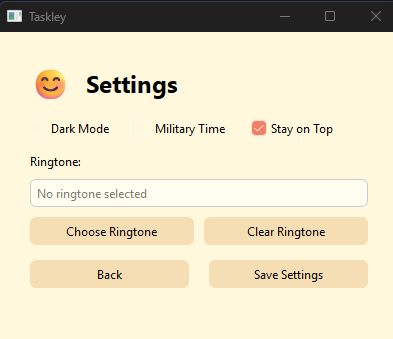 Taskley
Settings
Dark Mode Military Time Stay on Top
Ringtone:
No ringtone selected
Choose Ringtone Clear Ringtone
Back Save Settings